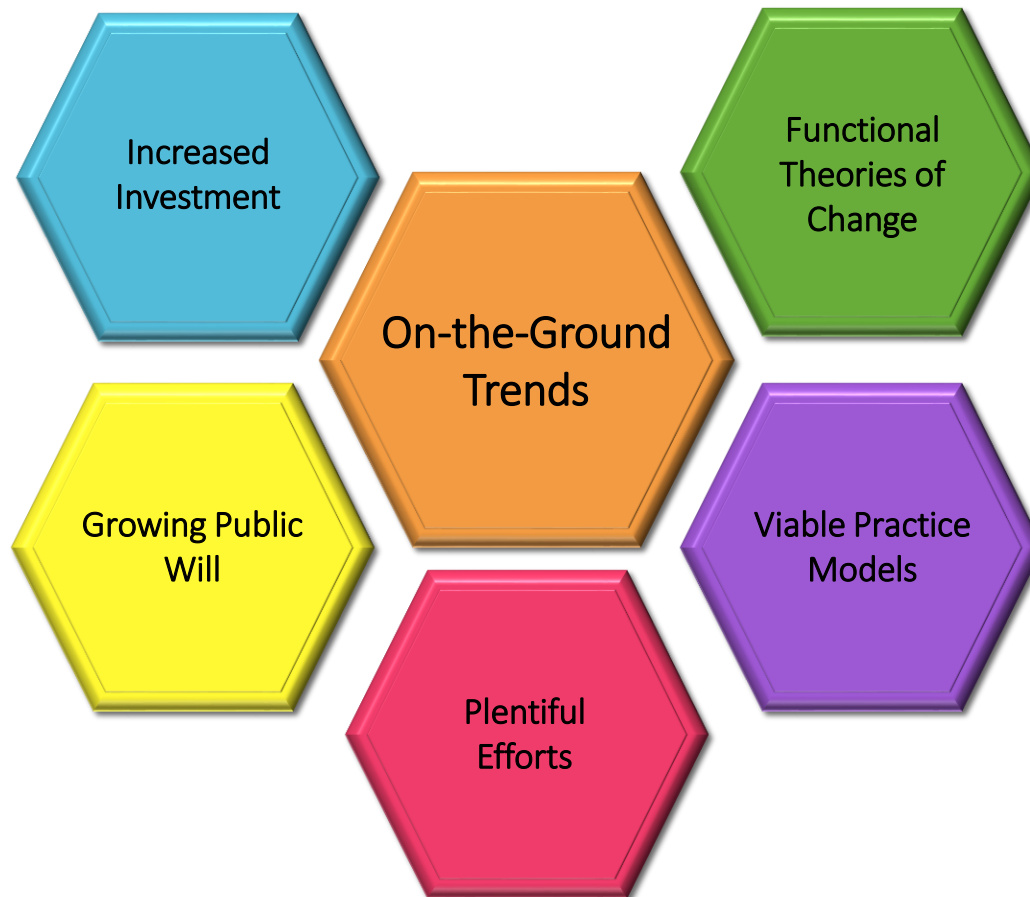 Increased
Investment
Functional
Theories of
Change
On-the-Ground
Trends
Growing Public
Will
Viable Practice
Models
Plentiful
Efforts